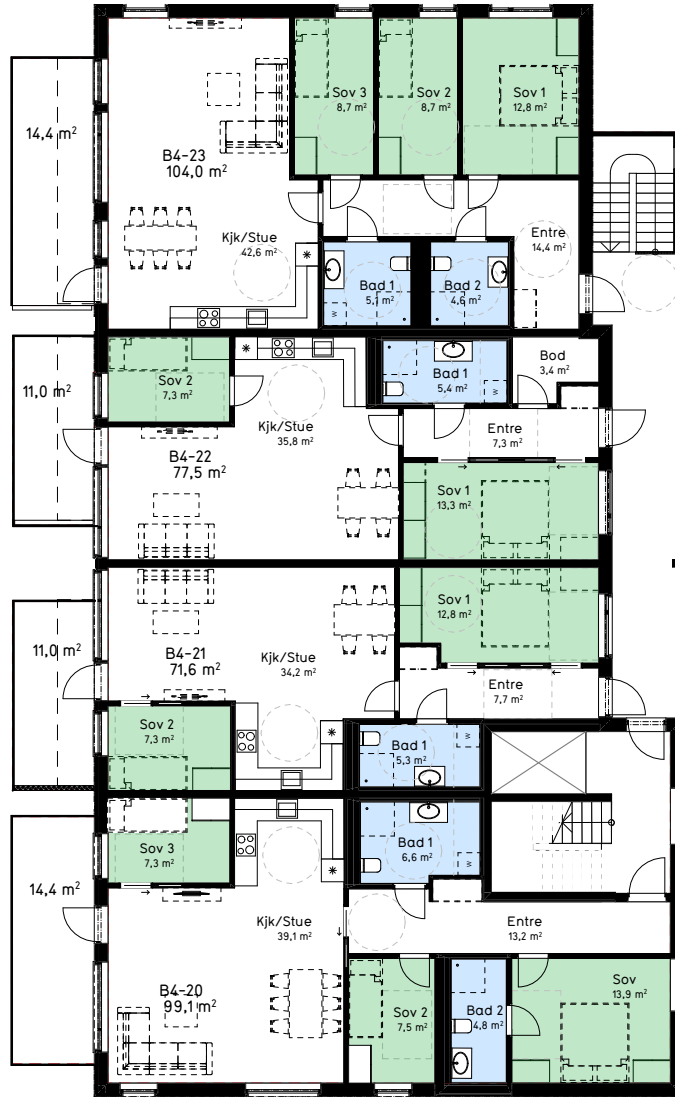 Sov 3
8,7 m²
Sov 2
8,7 m²
Sov 1
12,8 m²
14,4 m²
B4-23
104,0 m²
Kjk/Stue
42,6 m²
Entre
14,4 m²
Bad 1
5,1 m²
Bad 2
4,6 m²
W
W
11,0 m²
Sov 2
7,3 m²
Kjk/Stue
35,8 m²
Bad 1
5,4 m²
W
Bod
3,4 m²
B4-22
77,5 m²
Entre
7,3 m²
Sov 1
13,3 m²
Sov 1
12,8 m²
11,0 m²
B4-21
71,6 m²
Kjk/Stue
34,2 m²
Entre
7,7 m²
Sov 2
7,3 m²
Bad 1
5,3 m²
W
Sov 3
7,3 m²
Bad 1
6,6 m²
W
14,4 m²
Kjk/Stue
39,1 m²
Entre
13,2 m²
B4-20
99,1 m²
Sov 2
7,5 m²
Bad 2
4,8 m²
Sov
13,9 m²